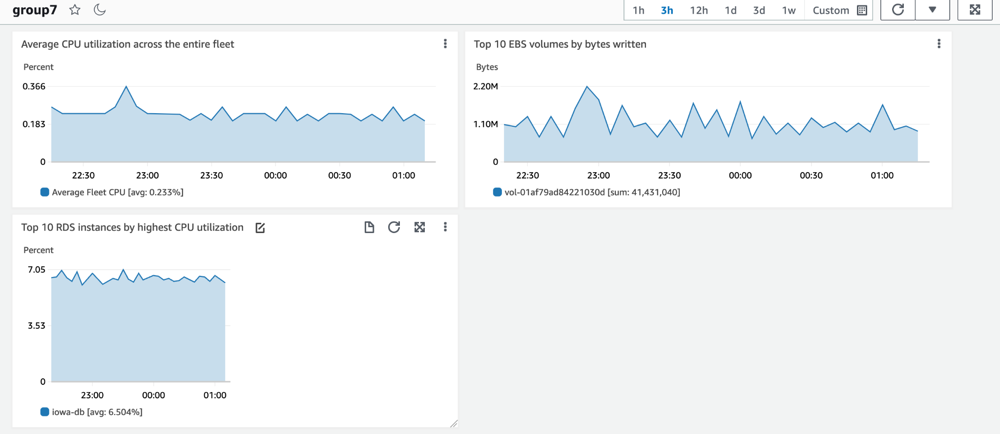 group7
1h 3h 12h 1d 3d 1w Custom
Average CPU utilization across the entire fleet
Percent
0.366
0.183
0
22:30 23:00 23:30 00:00 00:30 01:00
Average Fleet CPU [avg: 0.233%]
Top 10 EBS volumes by bytes written
Bytes
2.20M
1.10M
0
22:30 23:00 23:30 00:00 00:30 01:00
vol-01af79ad84221030d [sum: 41,431,040]
Top 10 RDS instances by highest CPU utilization
Percent
7.05
3.53
0
23:00 00:00 01:00
iowa-db [avg: 6.504%]